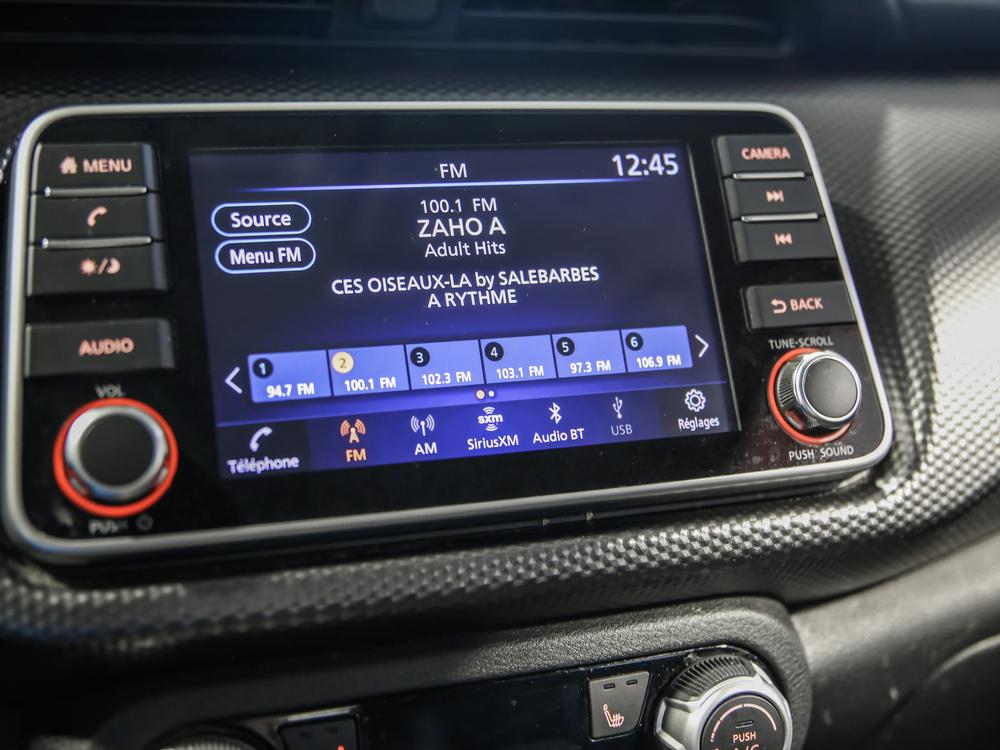 MENU
AUDIO
VOL
FM
12:45
Source
Menu FM
100.1 FM
ZAHO A
Adult Hits
CES OISEAUX-LA by SALEBARBES
A RYTHME
1 2 3 4 5 6
94.7 FM 100.1 FM 102.3 FM 103.1 FM 97.3 FM 106.9 FM
Téléphone FM AM SiriusXM Audio BT USB Réglages
sxm
CAMERA
BACK
TUNE-SCROLL
PUSH SOUND
PUSH